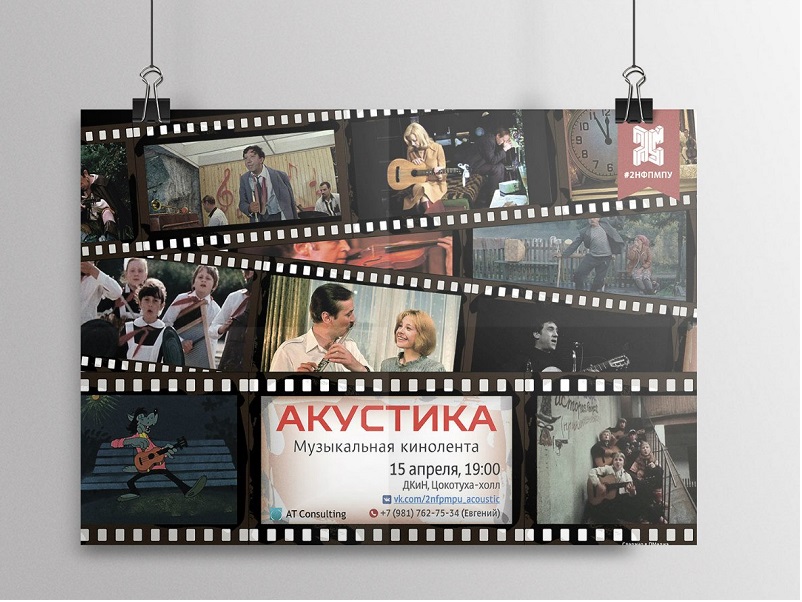 #2НФПМПУ
АКУСТИКА
Музыкальная кинолента
15 апреля, 19:00
ДКиН, Цокотуха-холл
vk.com/2nfpmpu_acoustic
AT Consulting
+7 (981) 762-75-34 (Евгений)